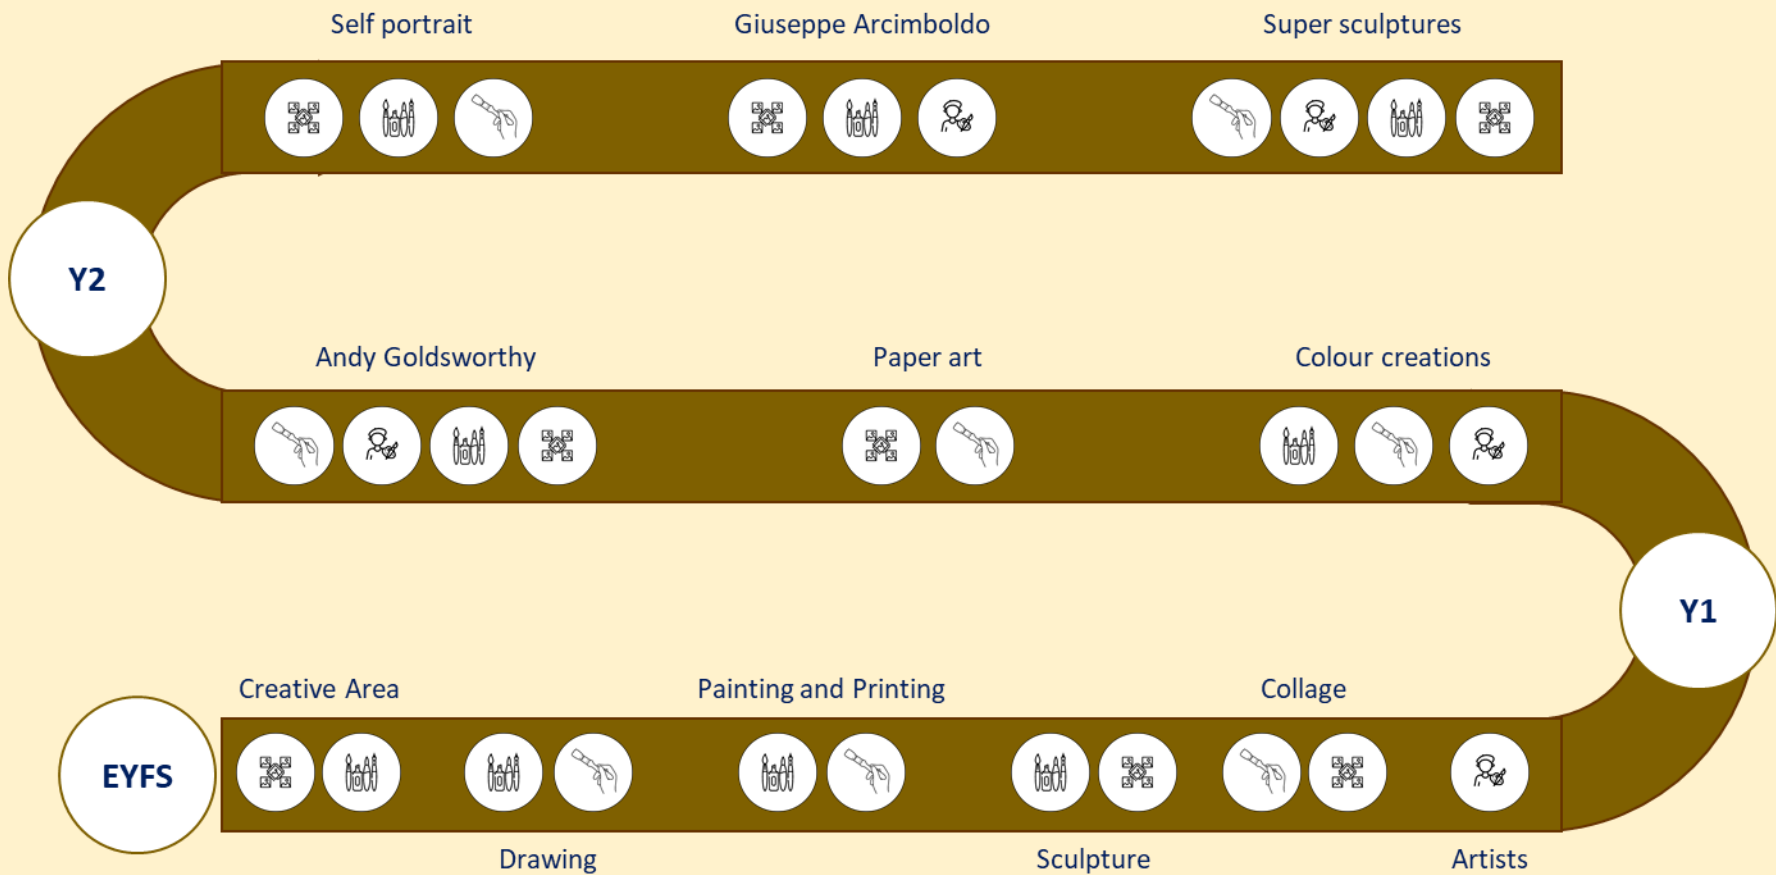 Self portrait
Giuseppe Arcimboldo
Super sculptures
Y2
Andy Goldsworthy
Paper art
Colour creations
Y1
Creative Area
Painting and Printing
Collage
EYFS
Drawing
Sculpture
Artists